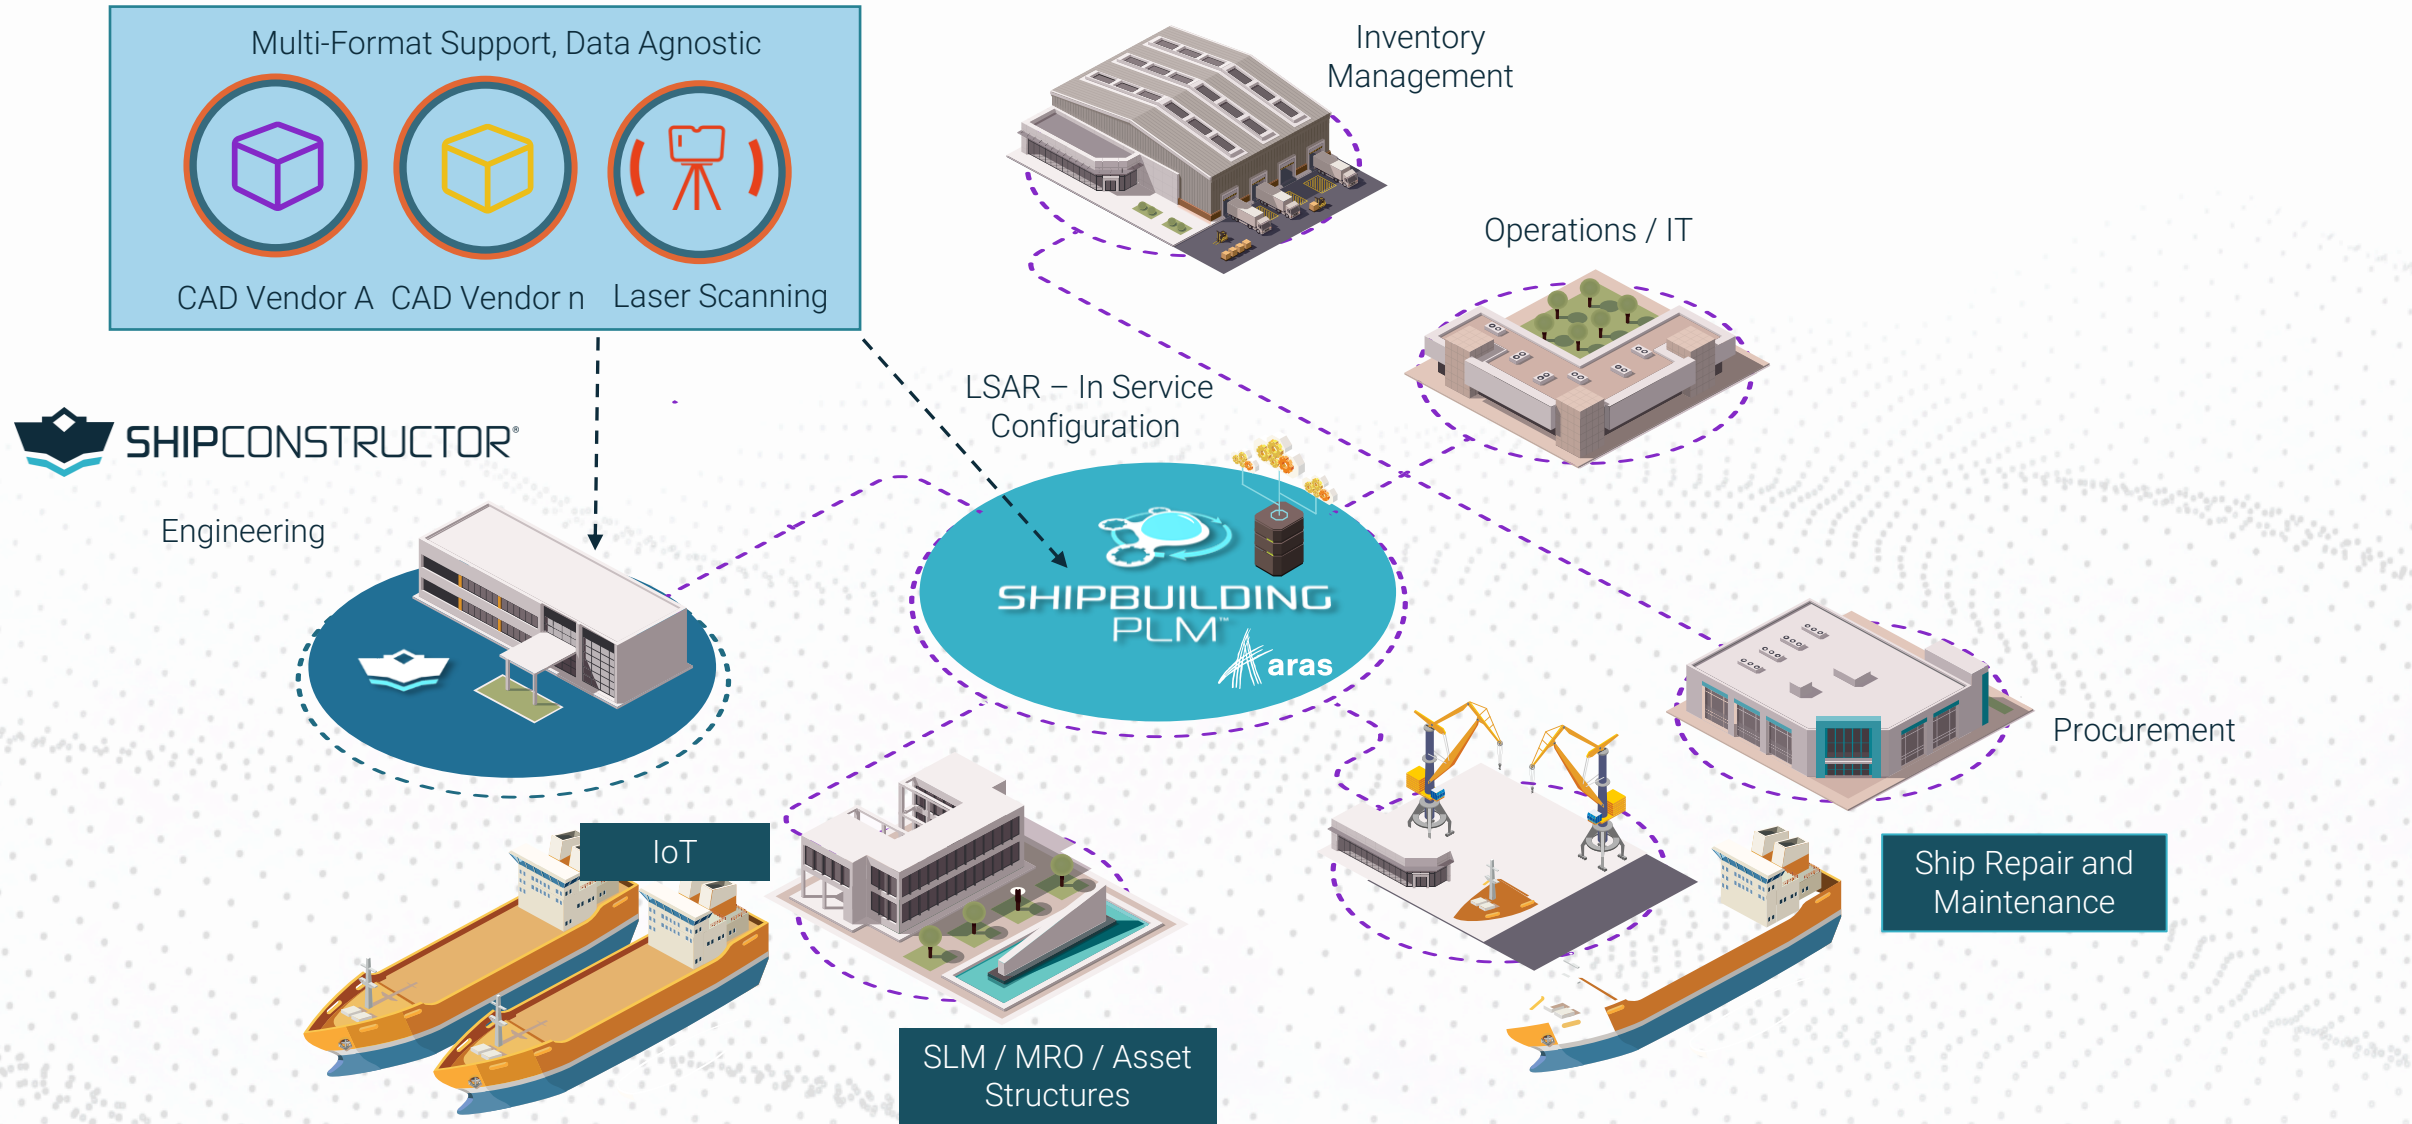 Multi-Format Support, Data Agnostic
CAD Vendor A
CAD Vendor n
Laser Scanning
Inventory
Management
Operations / IT
LSAR – In Service
Configuration
SHIPCONSTRUCTOR®
Engineering
SHIPBUILDING
PLM™
aras
Procurement
IoT
Ship Repair and
Maintenance
SLM / MRO / Asset
Structures